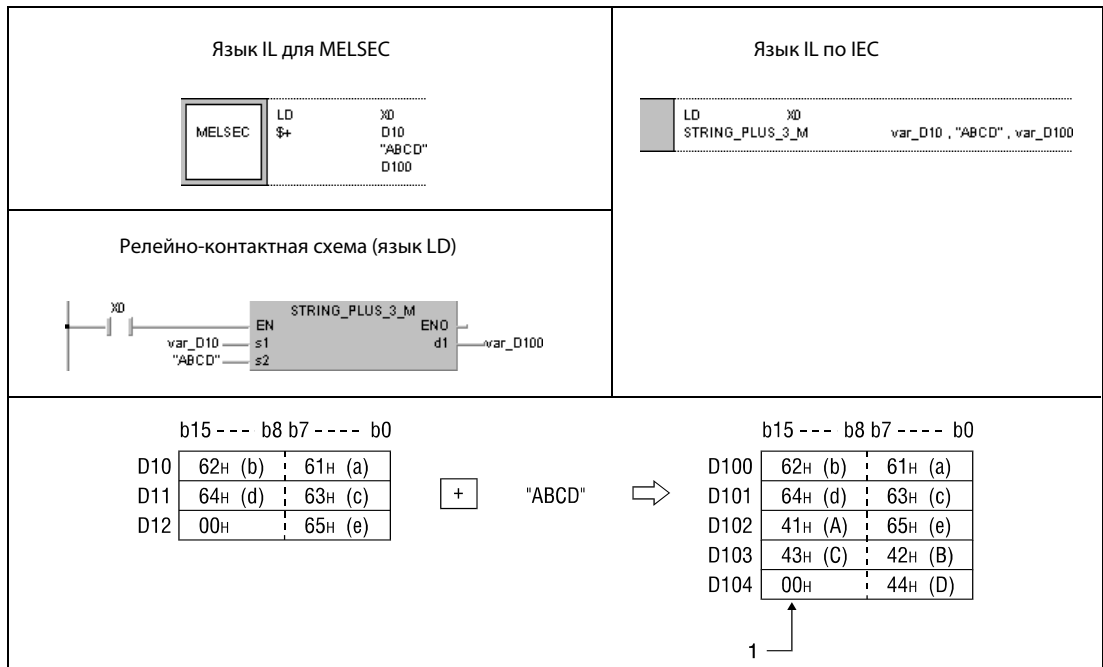 Язык IL для MELSEC
MELSEC
LD X0
$+ D10
"ABCD"
D100
Язык IL по IEC
LD X0
STRING_PLUS_3_M var_D10 , "ABCD" , var_D100
Релейно-контактная схема (язык LD)
X0
STRING_PLUS_3_M
EN ENO
var_D10 s1 d1 var_D100
"ABCD" s2
b15 --- b8 b7 ---- b0
D10 62H (b) 61H (a)
D11 64H (d) 63H (c)
D12 00H 65H (e)
+ "ABCD"
b15 --- b8 b7 ---- b0
D100 62H (b) 61H (a)
D101 64H (d) 63H (c)
D102 41H (A) 65H (e)
D103 43H (C) 42H (B)
D104 00H 44H (D)
1